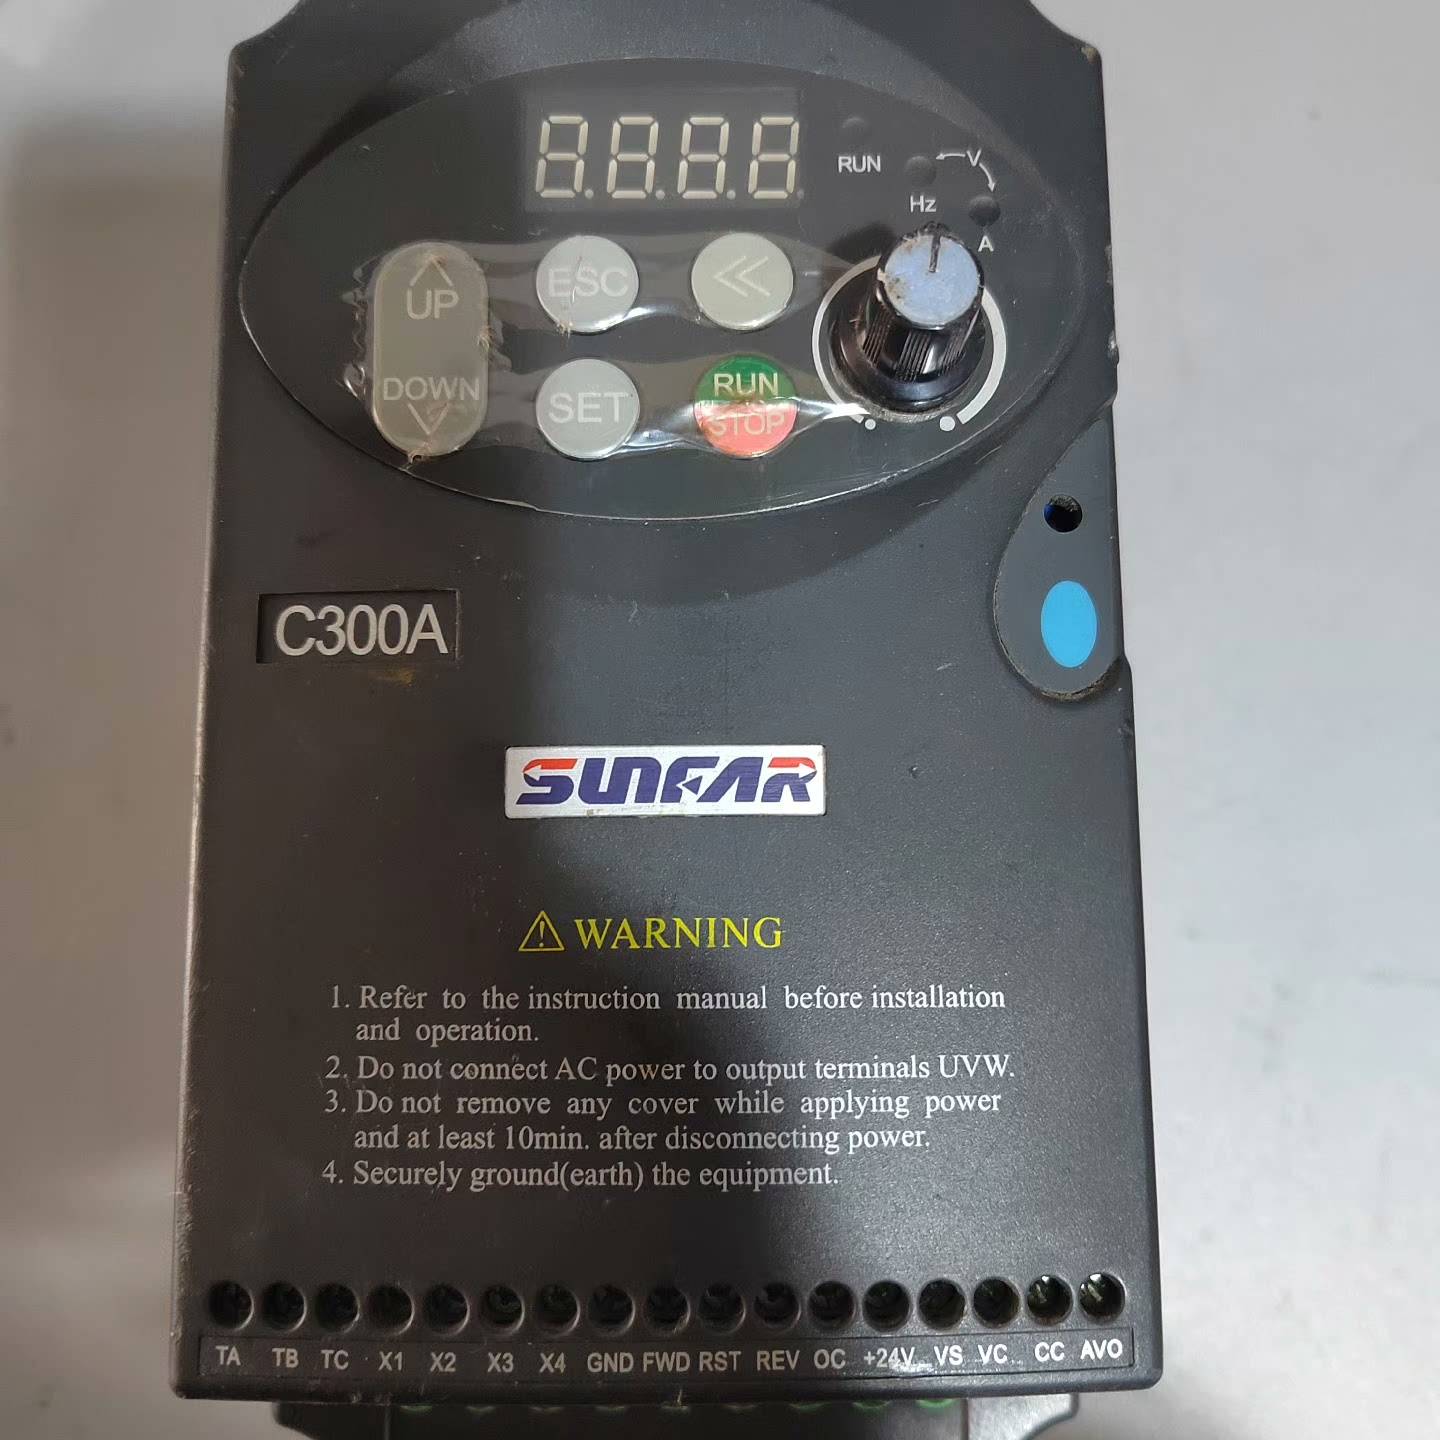 8.8.8.8
RUN
V
Hz
A
UP
ESC
<<
DOWN
SET
RUN
STOP
C300A
SUNFAR
WARNING
1. Refer to the instruction manual before installation
and operation.
2. Do not connect AC power to output terminals UVW.
3. Do not remove any cover while applying power
and at least 10min. after disconnecting power.
4. Securely ground(earth) the equipment.
TA TB TC X1 X2 X3 X4 GND FWD RST REV OC +24V VS VC CC AVO